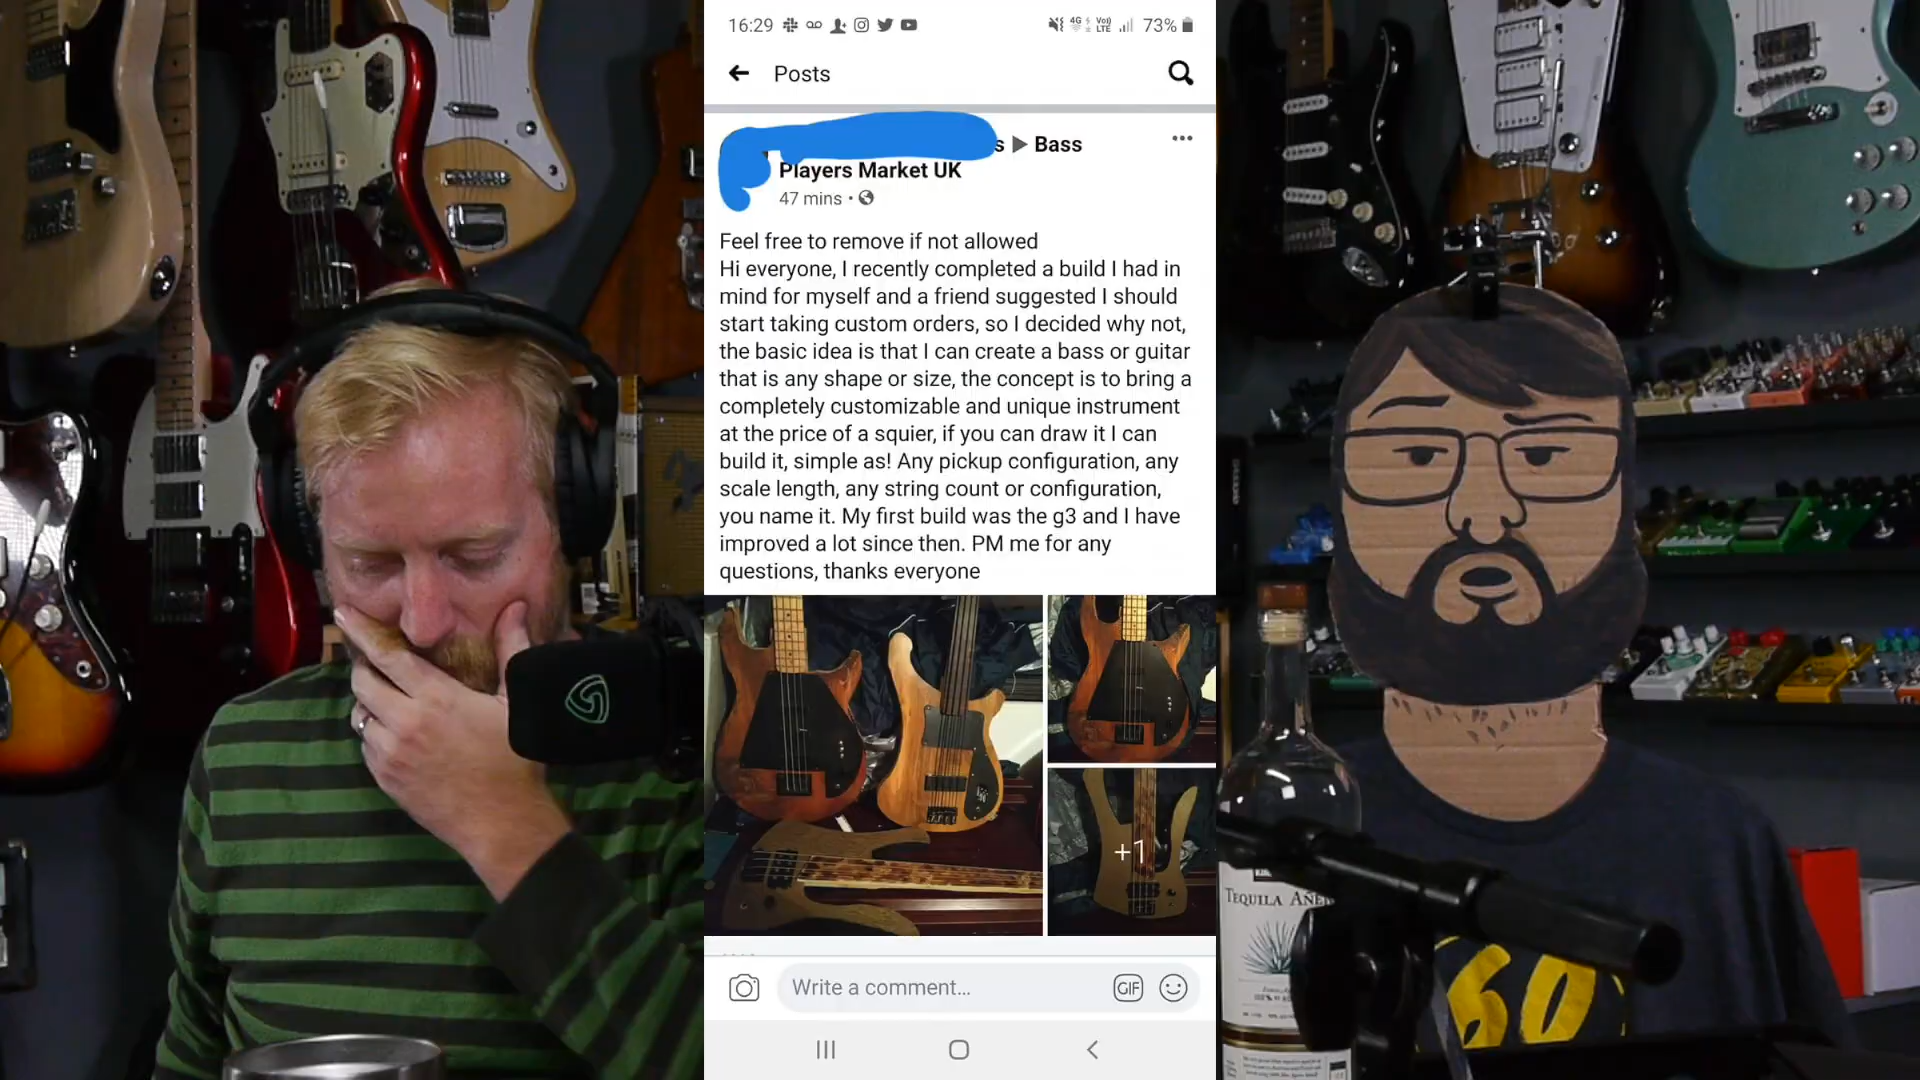 16:29
4G
Vo)
LTE
73%
Posts
s ▶ Bass
Players Market UK
47 mins •
Feel free to remove if not allowed
Hi everyone, I recently completed a build I had in
mind for myself and a friend suggested I should
start taking custom orders, so I decided why not,
the basic idea is that I can create a bass or guitar
that is any shape or size, the concept is to bring a
completely customizable and unique instrument
at the price of a squier, if you can draw it I can
build it, simple as! Any pickup configuration, any
scale length, any string count or configuration,
you name it. My first build was the g3 and I have
improved a lot since then. PM me for any
questions, thanks everyone
+1
Write a comment...
GIF
TEQUILA AÑEJ
60